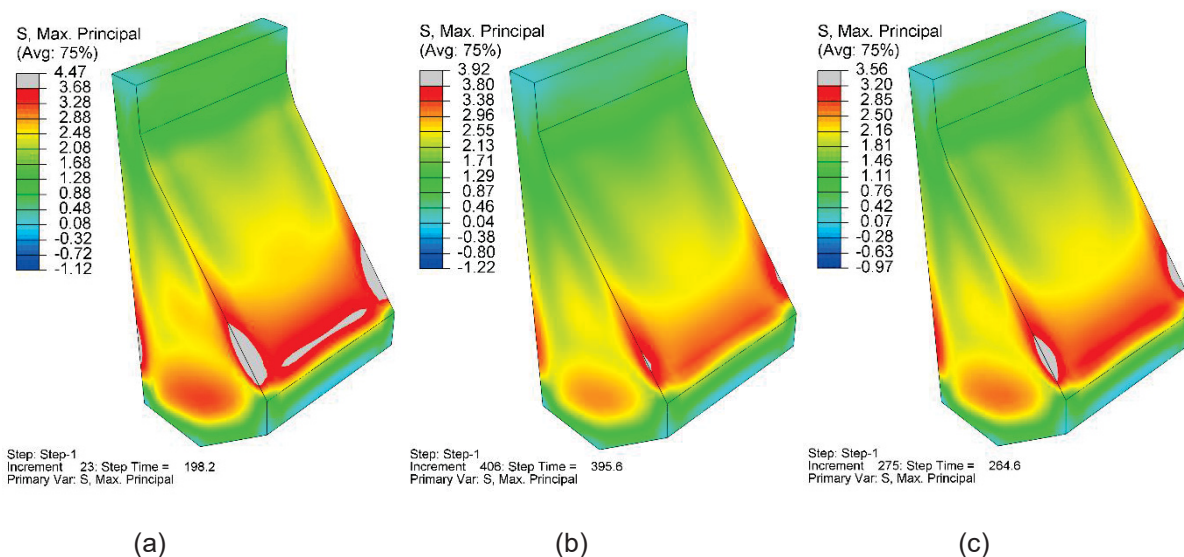 S, Max. Principal
(Avg: 75%)
4.47
3.68
3.28
2.88
2.48
2.08
1.68
1.28
0.88
0.48
0.08
-0.32
-0.72
-1.12
Step: Step-1
Increment 23: Step Time = 198.2
Primary Var: S, Max. Principal
(a)
S, Max. Principal
(Avg: 75%)
3.92
3.80
3.38
2.96
2.55
2.13
1.71
1.29
0.87
0.46
0.04
-0.38
-0.80
-1.22
Step: Step-1
Increment 406: Step Time = 395.6
Primary Var: S, Max. Principal
(b)
S, Max. Principal
(Avg: 75%)
3.56
3.20
2.85
2.50
2.16
1.81
1.46
1.11
0.76
0.42
0.07
-0.28
-0.63
-0.97
Step: Step-1
Increment 275: Step Time = 264.6
Primary Var: S, Max. Principal
(c)